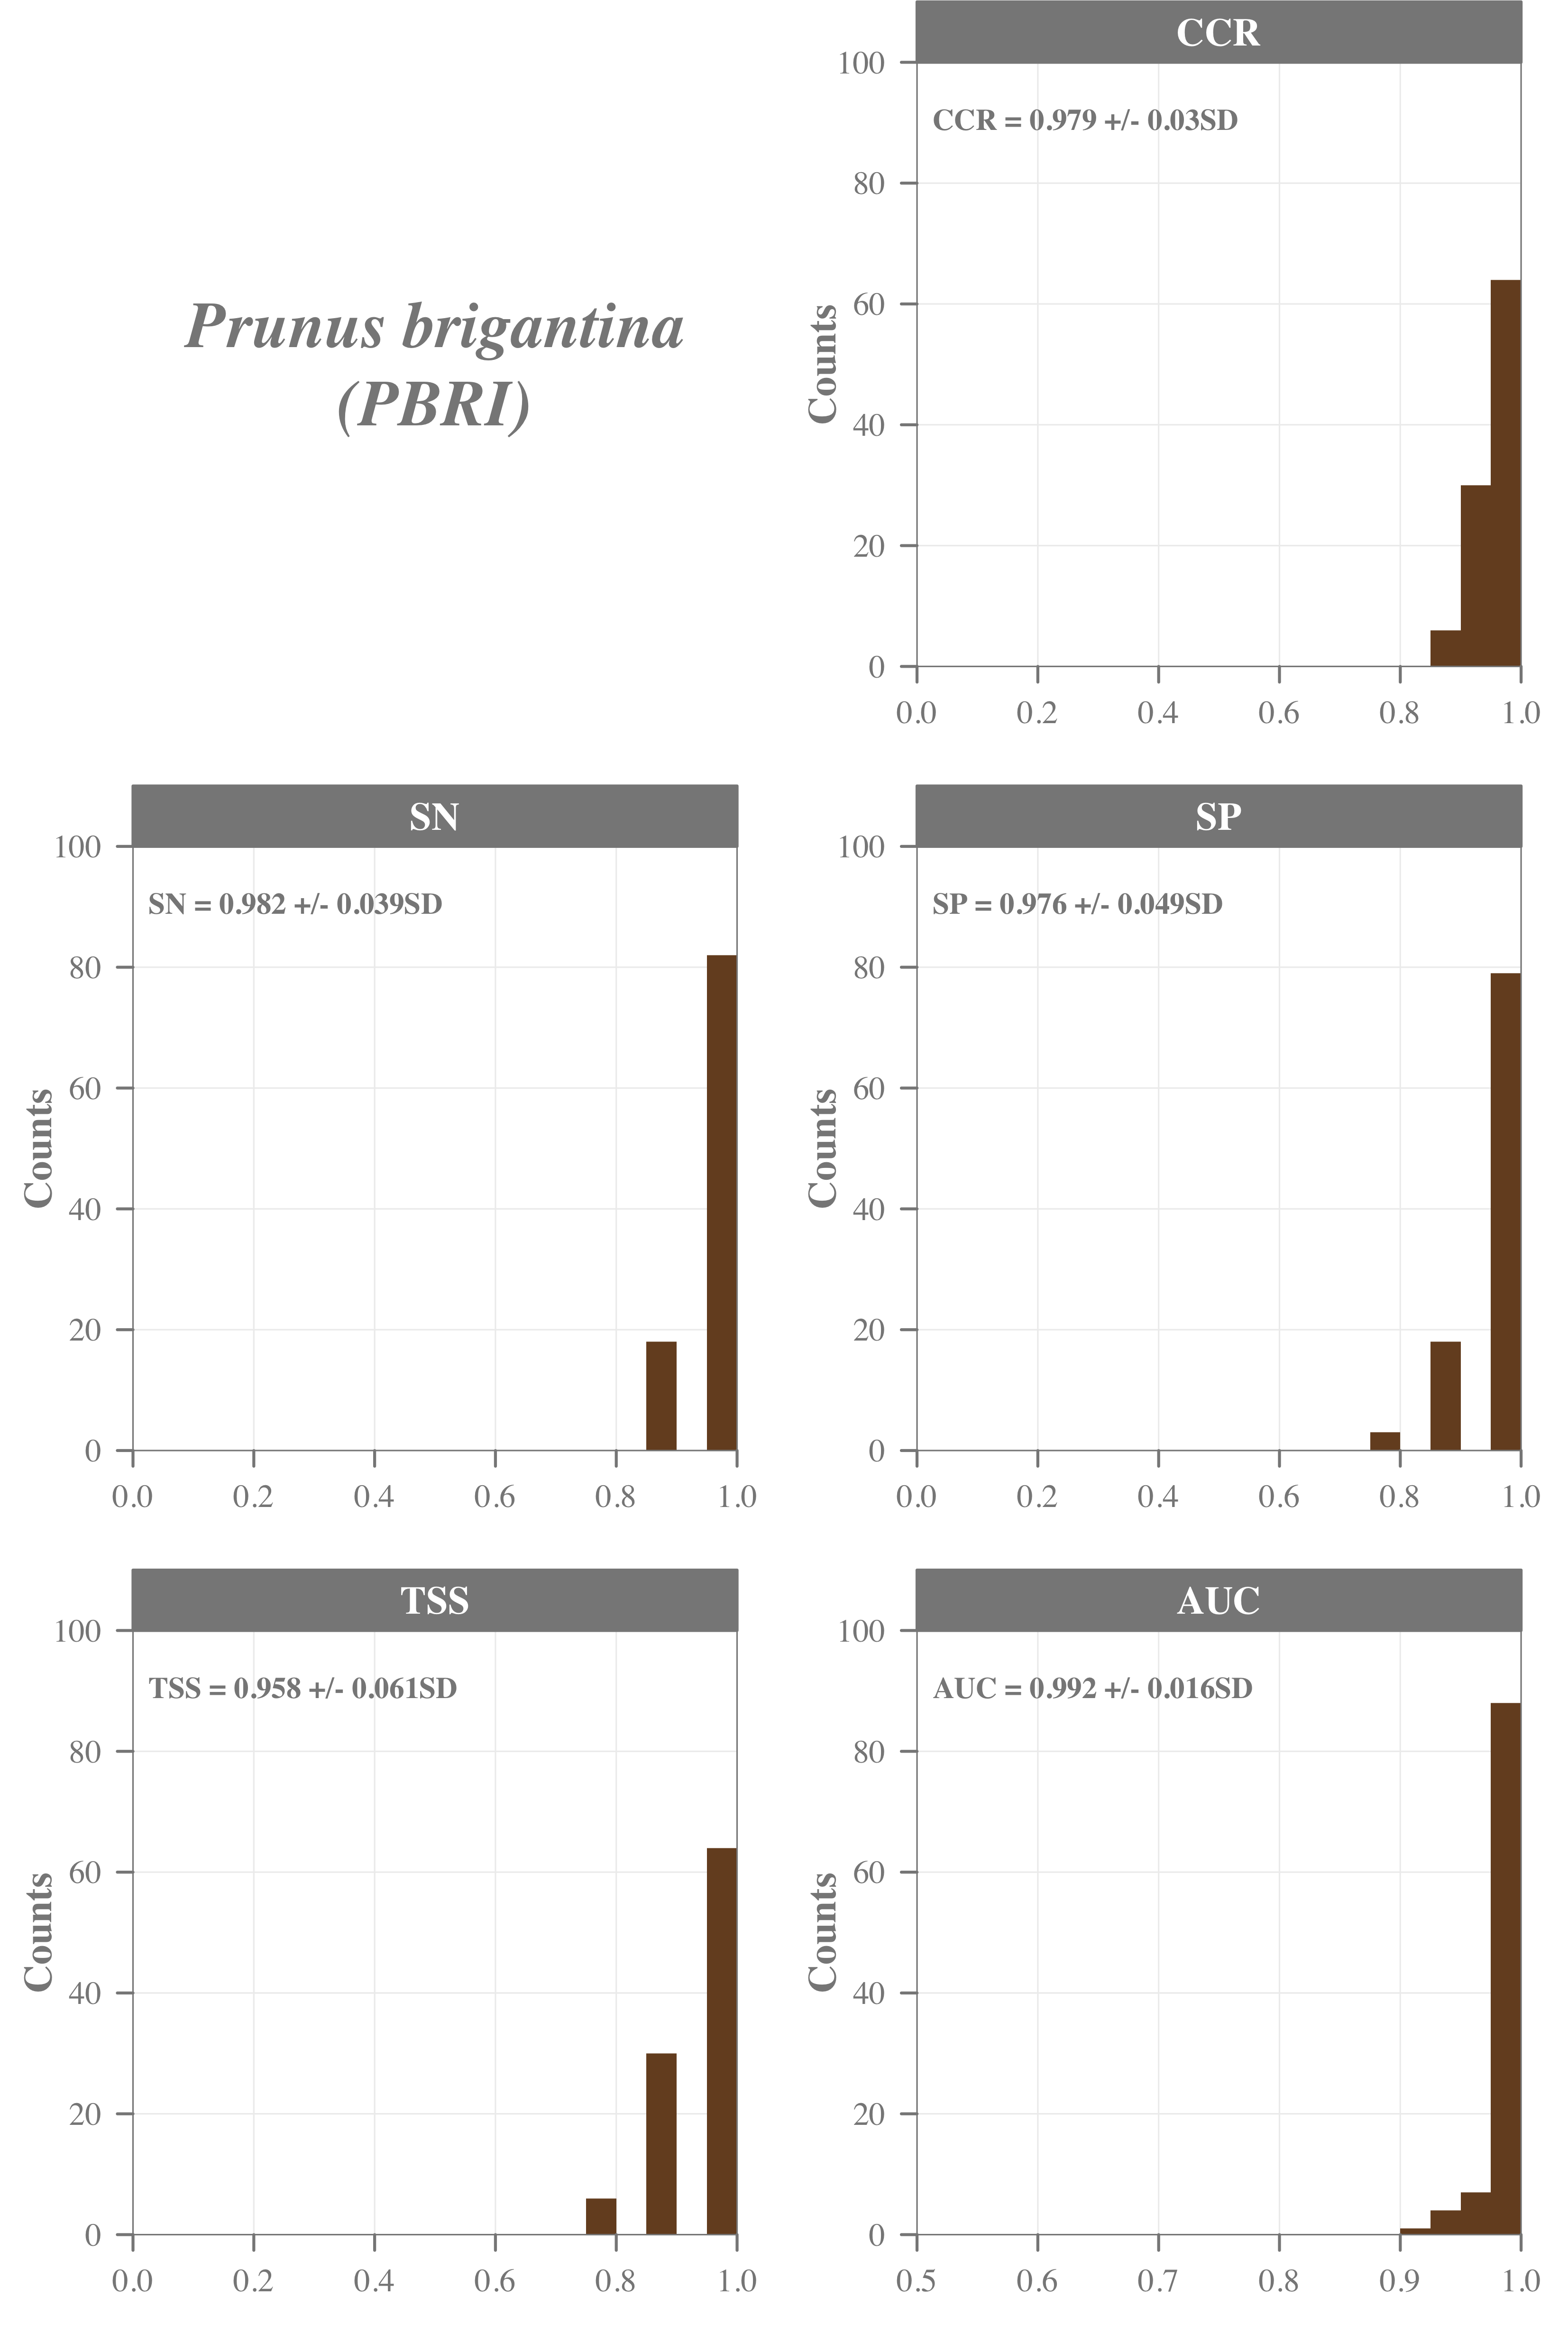 Prunus brigantina
(PBRI)
CCR
CCR = 0.979 +/- 0.03SD
Counts
100
80
60
40
20
0
0.0 0.2 0.4 0.6 0.8 1.0
SN
SN = 0.982 +/- 0.039SD
Counts
100
80
60
40
20
0
0.0 0.2 0.4 0.6 0.8 1.0
SP
SP = 0.976 +/- 0.049SD
Counts
100
80
60
40
20
0
0.0 0.2 0.4 0.6 0.8 1.0
TSS
TSS = 0.958 +/- 0.061SD
Counts
100
80
60
40
20
0
0.0 0.2 0.4 0.6 0.8 1.0
AUC
AUC = 0.992 +/- 0.016SD
Counts
100
80
60
40
20
0
0.5 0.6 0.7 0.8 0.9 1.0